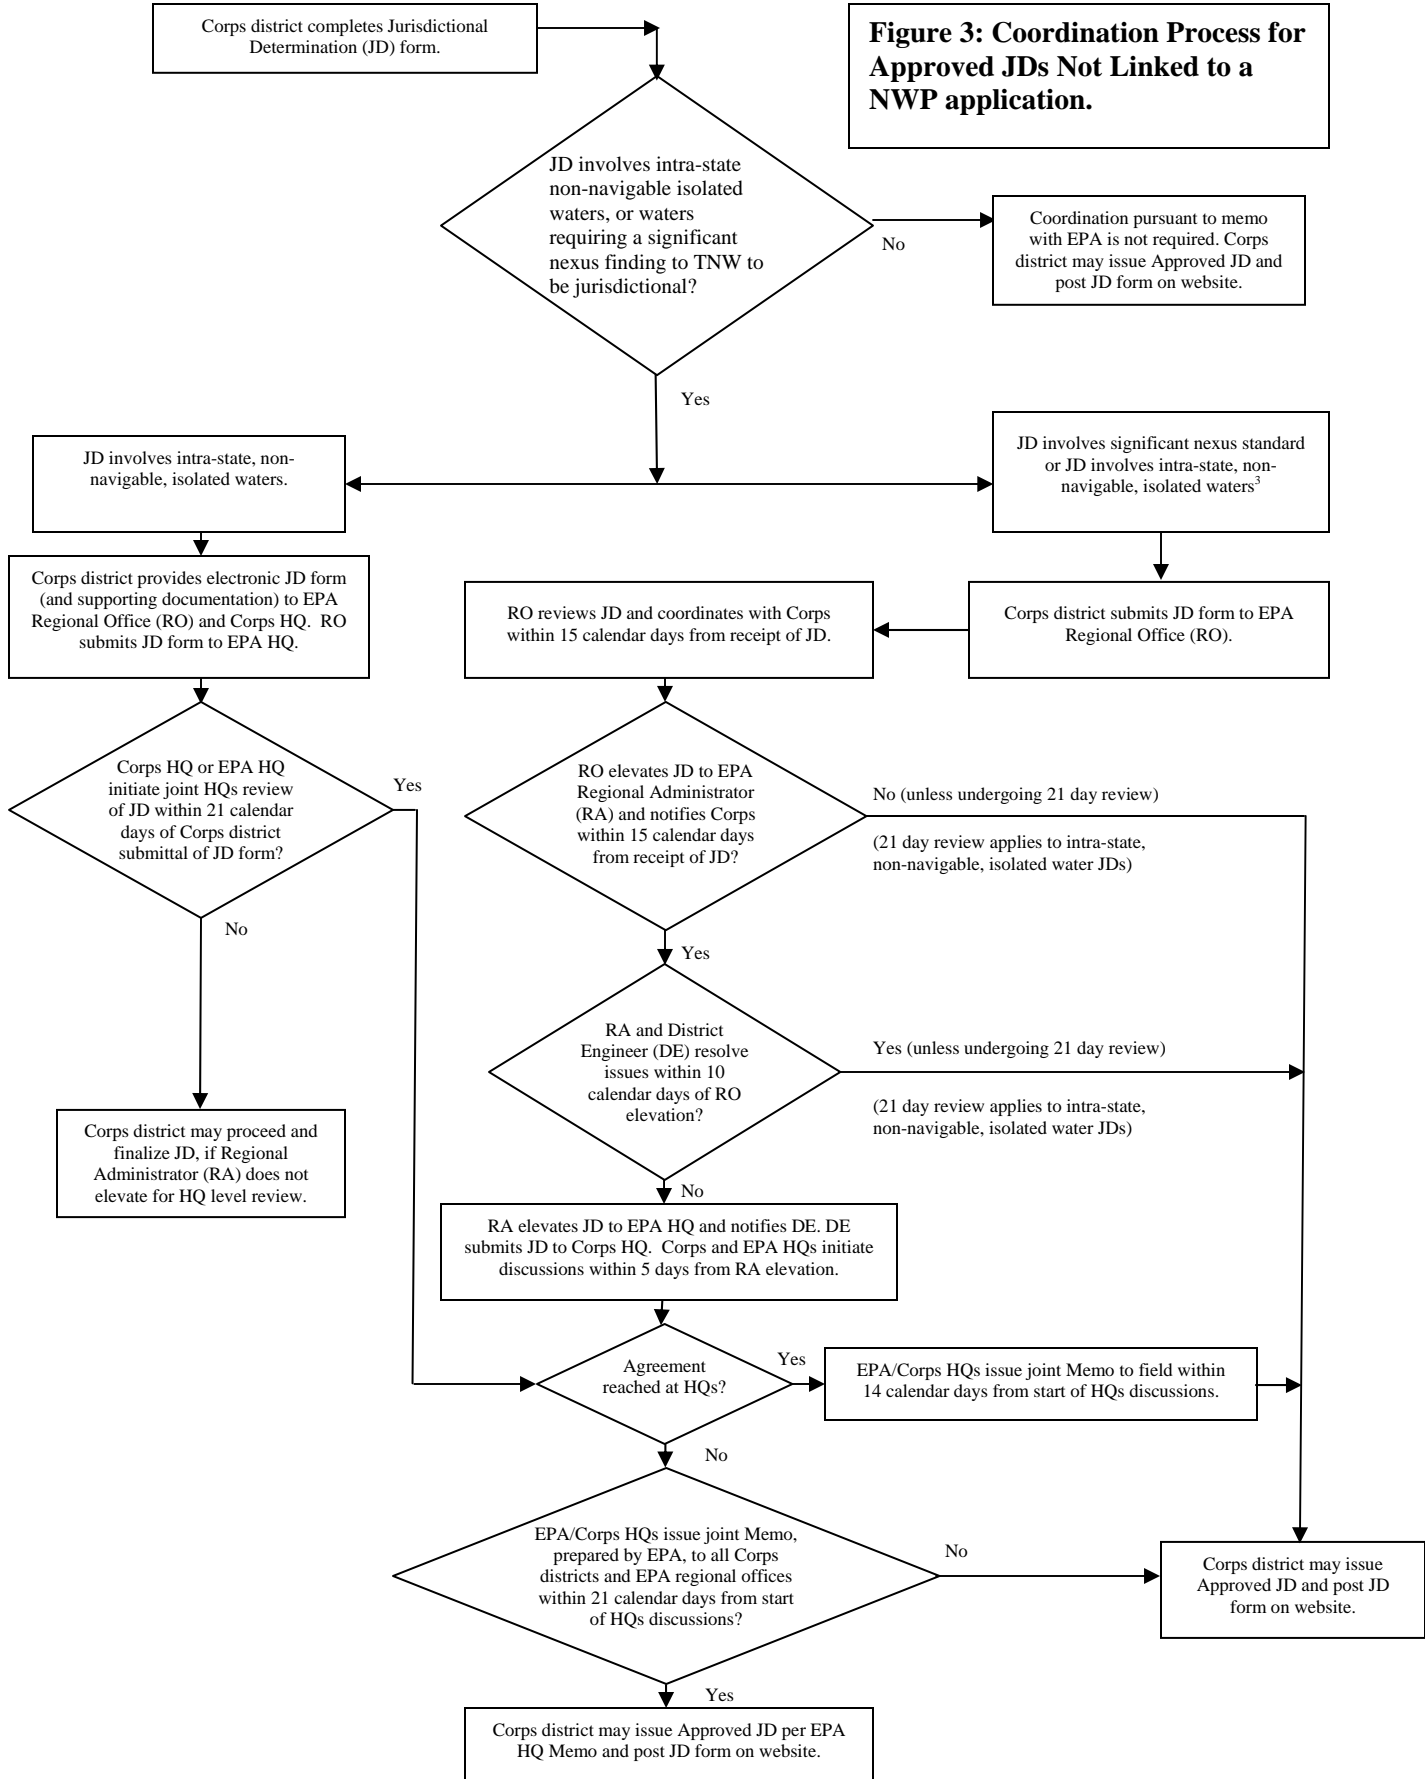 Corps district completes Jurisdictional
Determination (JD) form.
Figure 3: Coordination Process for
Approved JDs Not Linked to a
NWP application.
JD involves intra-state
non-navigable isolated
waters, or waters
requiring a significant
nexus finding to TNW to
be jurisdictional?
No
Coordination pursuant to memo
with EPA is not required. Corps
district may issue Approved JD and
post JD form on website.
Yes
JD involves intra-state, non-
navigable, isolated waters.
JD involves significant nexus standard
or JD involves intra-state, non-
navigable, isolated waters³
Corps district provides electronic JD form
(and supporting documentation) to EPA
Regional Office (RO) and Corps HQ.  RO
submits JD form to EPA HQ.
RO reviews JD and coordinates with Corps
within 15 calendar days from receipt of JD.
Corps district submits JD form to EPA
Regional Office (RO).
Corps HQ or EPA HQ
initiate joint HQs review
of JD within 21 calendar
days of Corps district
submittal of JD form?
Yes
No
RO elevates JD to EPA
Regional Administrator
(RA) and notifies Corps
within 15 calendar days
from receipt of JD?
No (unless undergoing 21 day review)
(21 day review applies to intra-state,
non-navigable, isolated water JDs)
Yes
RA and District
Engineer (DE) resolve
issues within 10
calendar days of RO
elevation?
Yes (unless undergoing 21 day review)
(21 day review applies to intra-state,
non-navigable, isolated water JDs)
Corps district may proceed and
finalize JD, if Regional
Administrator (RA) does not
elevate for HQ level review.
No
RA elevates JD to EPA HQ and notifies DE. DE
submits JD to Corps HQ.  Corps and EPA HQs initiate
discussions within 5 days from RA elevation.
Agreement
reached at HQs?
Yes
EPA/Corps HQs issue joint Memo to field within
14 calendar days from start of HQs discussions.
No
EPA/Corps HQs issue joint Memo,
prepared by EPA, to all Corps
districts and EPA regional offices
within 21 calendar days from start
of HQs discussions?
No
Corps district may issue
Approved JD and post JD
form on website.
Yes
Corps district may issue Approved JD per EPA
HQ Memo and post JD form on website.